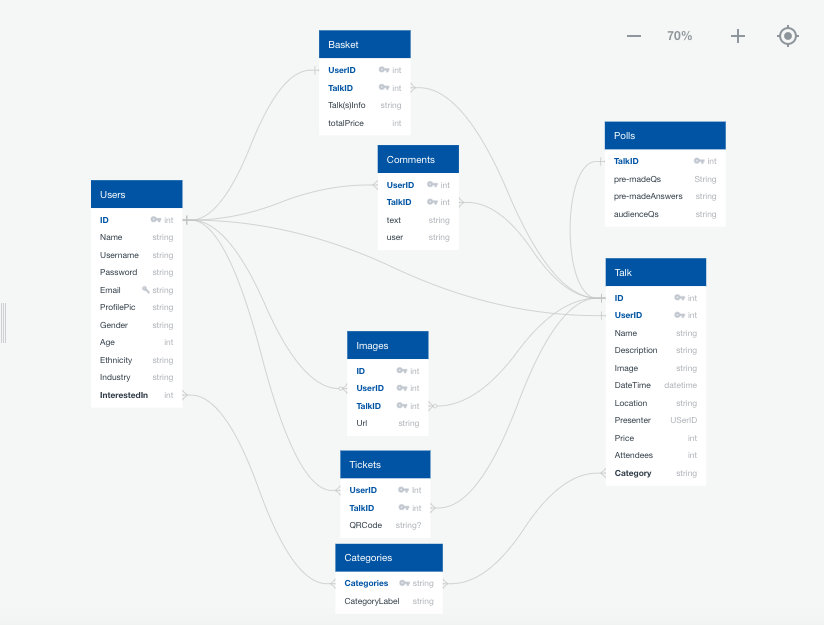 70%
Basket
UserID int
TalkID int
Talk(s)Info string
totalPrice int
Comments
UserID int
TalkID int
text string
user string
Polls
TalkID int
pre-madeQs String
pre-madeAnswers string
audienceQs string
Users
ID int
Name string
Username string
Password string
Email string
ProfilePic string
Gender string
Age int
Ethnicity string
Industry string
InterestedIn int
Talk
ID int
UserID int
Name string
Description string
Image string
DateTime datetime
Location string
Presenter USerID
Price int
Attendees int
Category string
Images
ID int
UserID int
TalkID int
Url string
Tickets
UserID int
TalkID int
QRCode string?
Categories
Categories string
CategoryLabel string